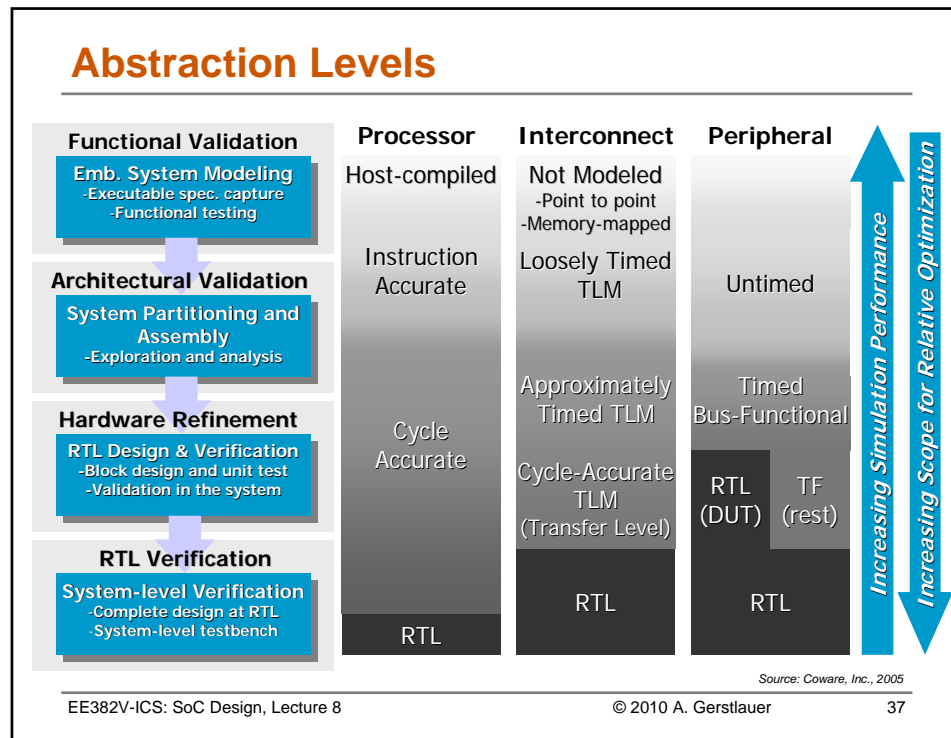 Abstraction Levels
Functional Validation
Emb. System Modeling
-Executable spec. capture
-Functional testing
Architectural Validation
System Partitioning and
Assembly
-Exploration and analysis
Hardware Refinement
RTL Design & Verification
-Block design and unit test
-Validation in the system
RTL Verification
System-level Verification
-Complete design at RTL
-System-level testbench
Processor
Host-compiled
Instruction
Accurate
Cycle
Accurate
RTL
Interconnect
Not Modeled
-Point to point
-Memory-mapped
Loosely Timed
TLM
Approximately
Timed TLM
Cycle-Accurate
TLM
(Transfer Level)
RTL
Peripheral
Untimed
Timed
Bus-Functional
RTL
(DUT)
TF
(rest)
RTL
Increasing Simulation Performance
Increasing Scope for Relative Optimization
Source: Coware, Inc., 2005
EE382V-ICS: SoC Design, Lecture 8
© 2010 A. Gerstlauer
37